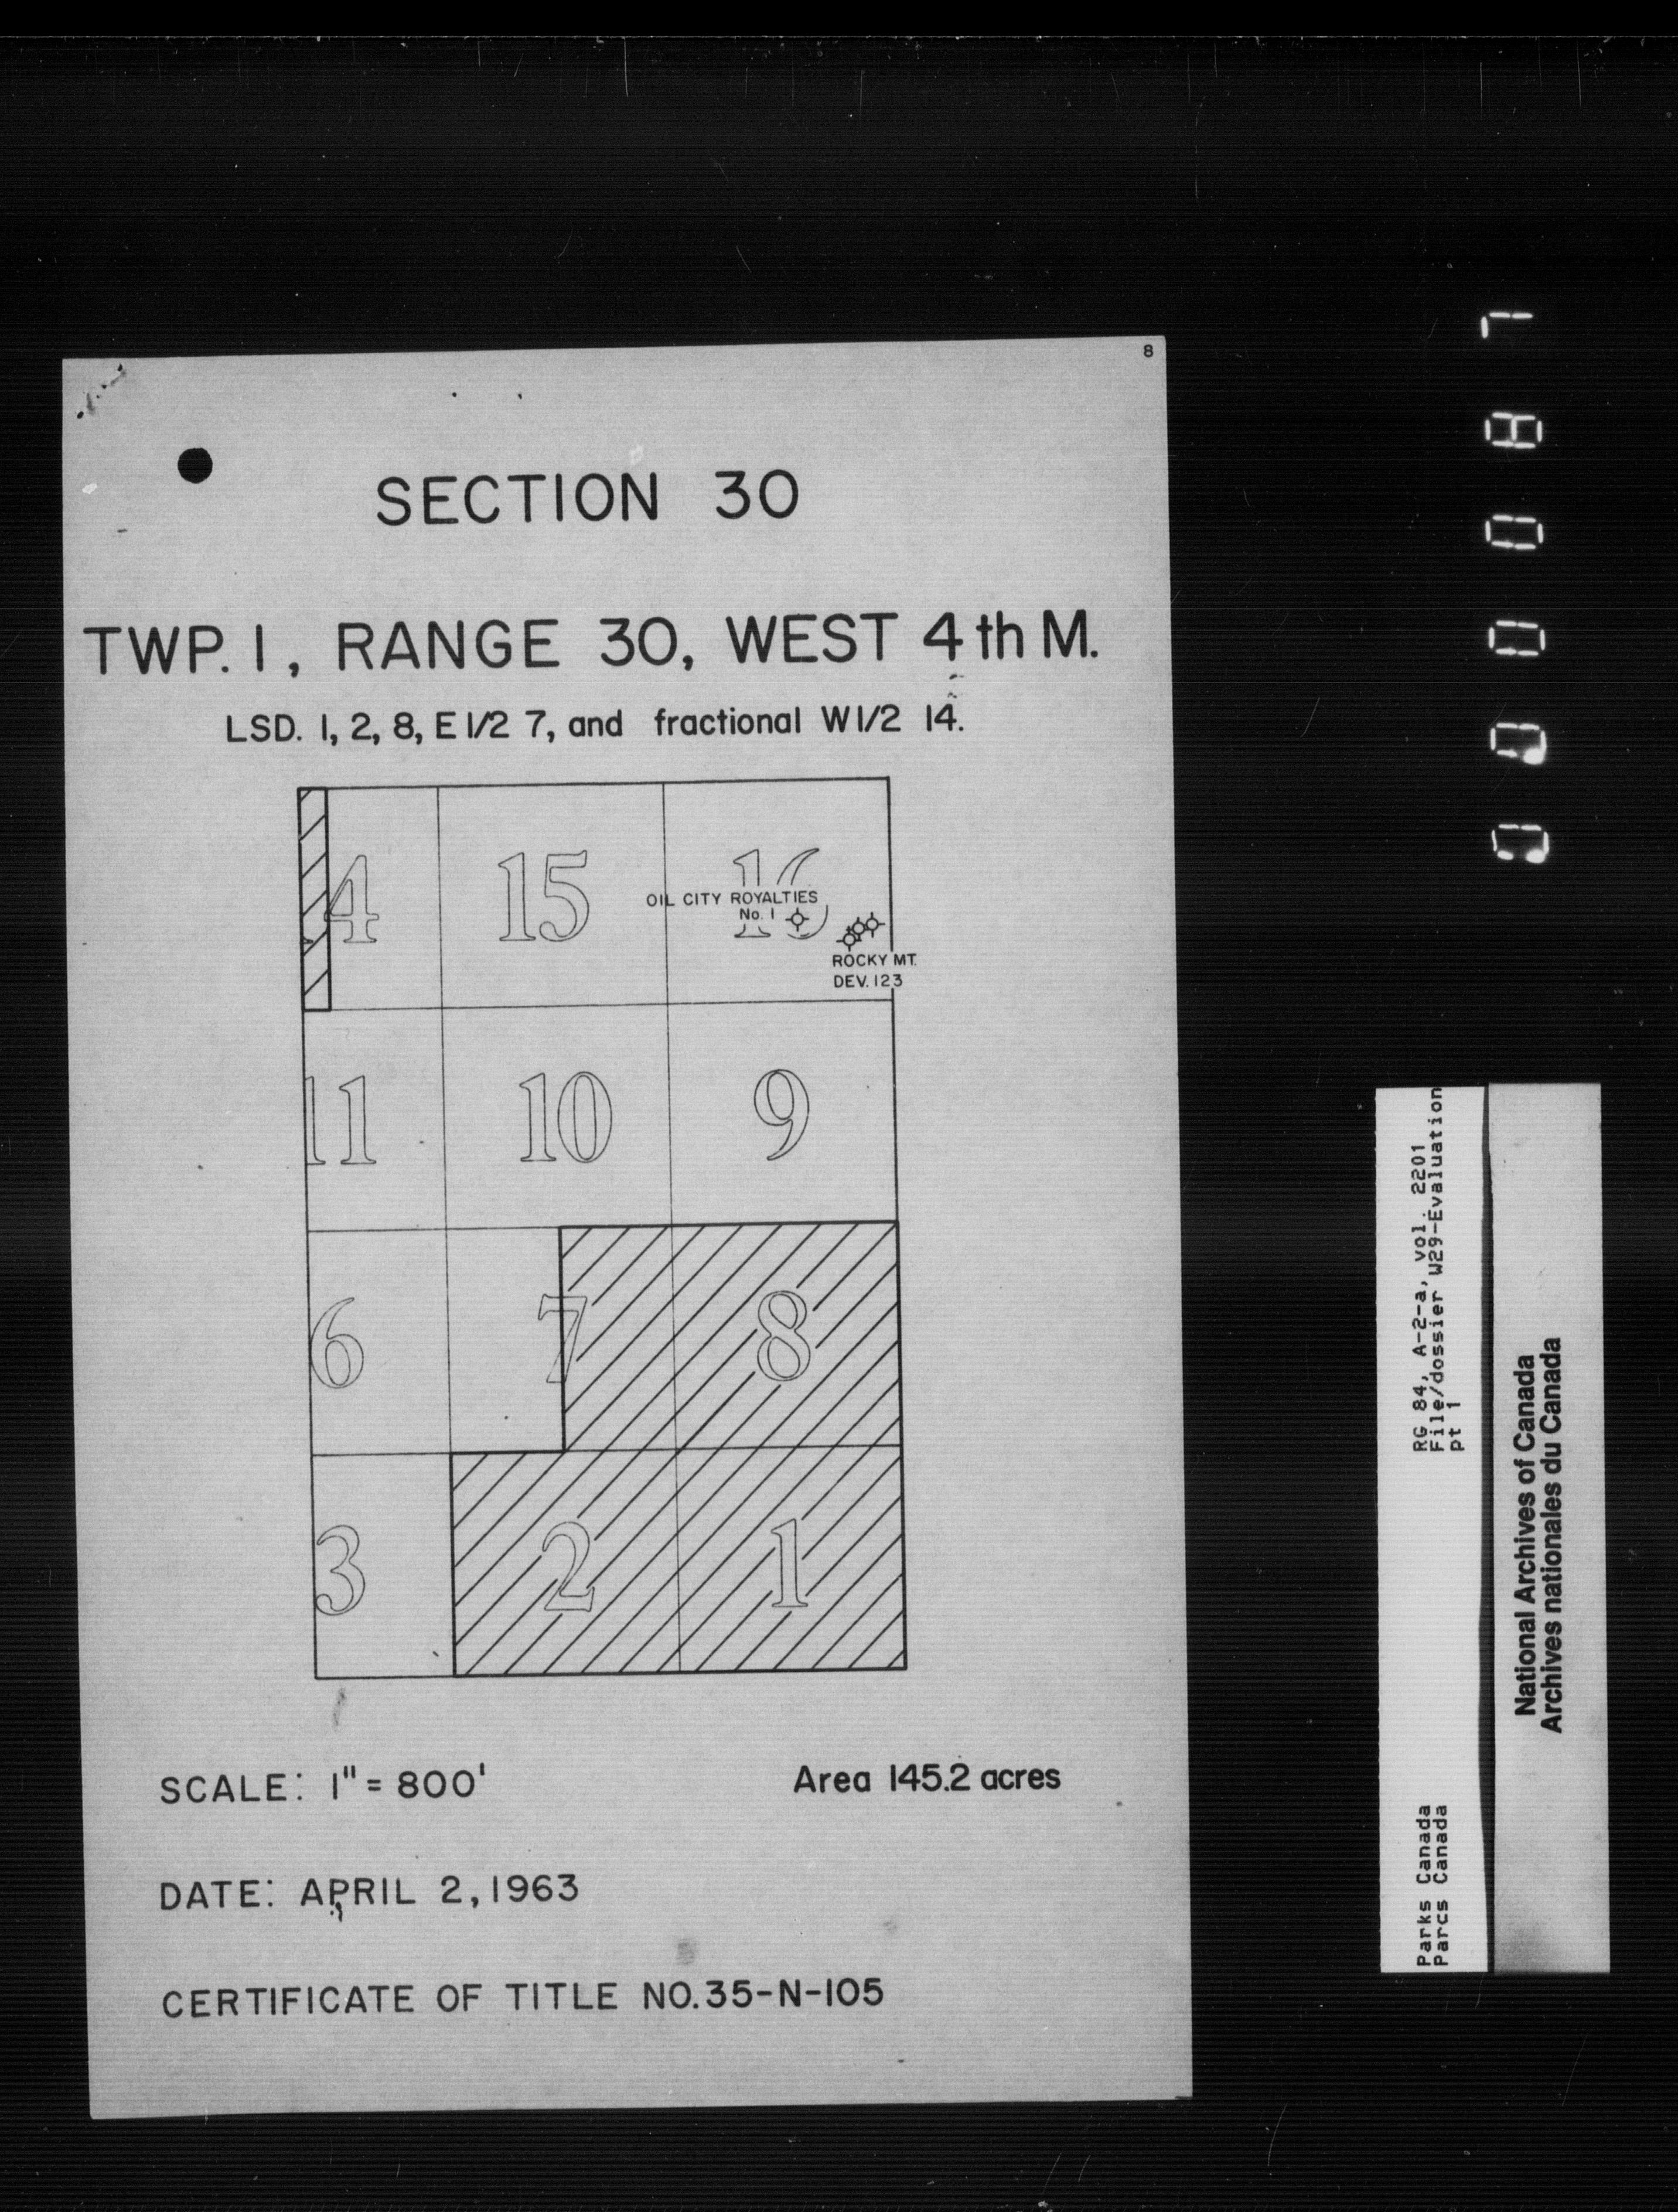 8
SECTION 30
TWP. 1, RANGE 30, WEST 4th M.
LSD. 1, 2, 8, E 1/2 7, and fractional W 1/2 14.
4 15 16
OIL CITY ROYALTIES
No. 1
ROCKY MT.
DEV. 123
11 10 9
6 7 8
3 2 1
SCALE: 1" = 800'
Area 145.2 acres
DATE: APRIL 2, 1963
CERTIFICATE OF TITLE NO. 35-N-105
RG 84, A-2-a, vol. 2201
File/dossier W29-Evaluation
pt 1
Parks Canada
Parcs Canada
National Archives of Canada
Archives nationales du Canada